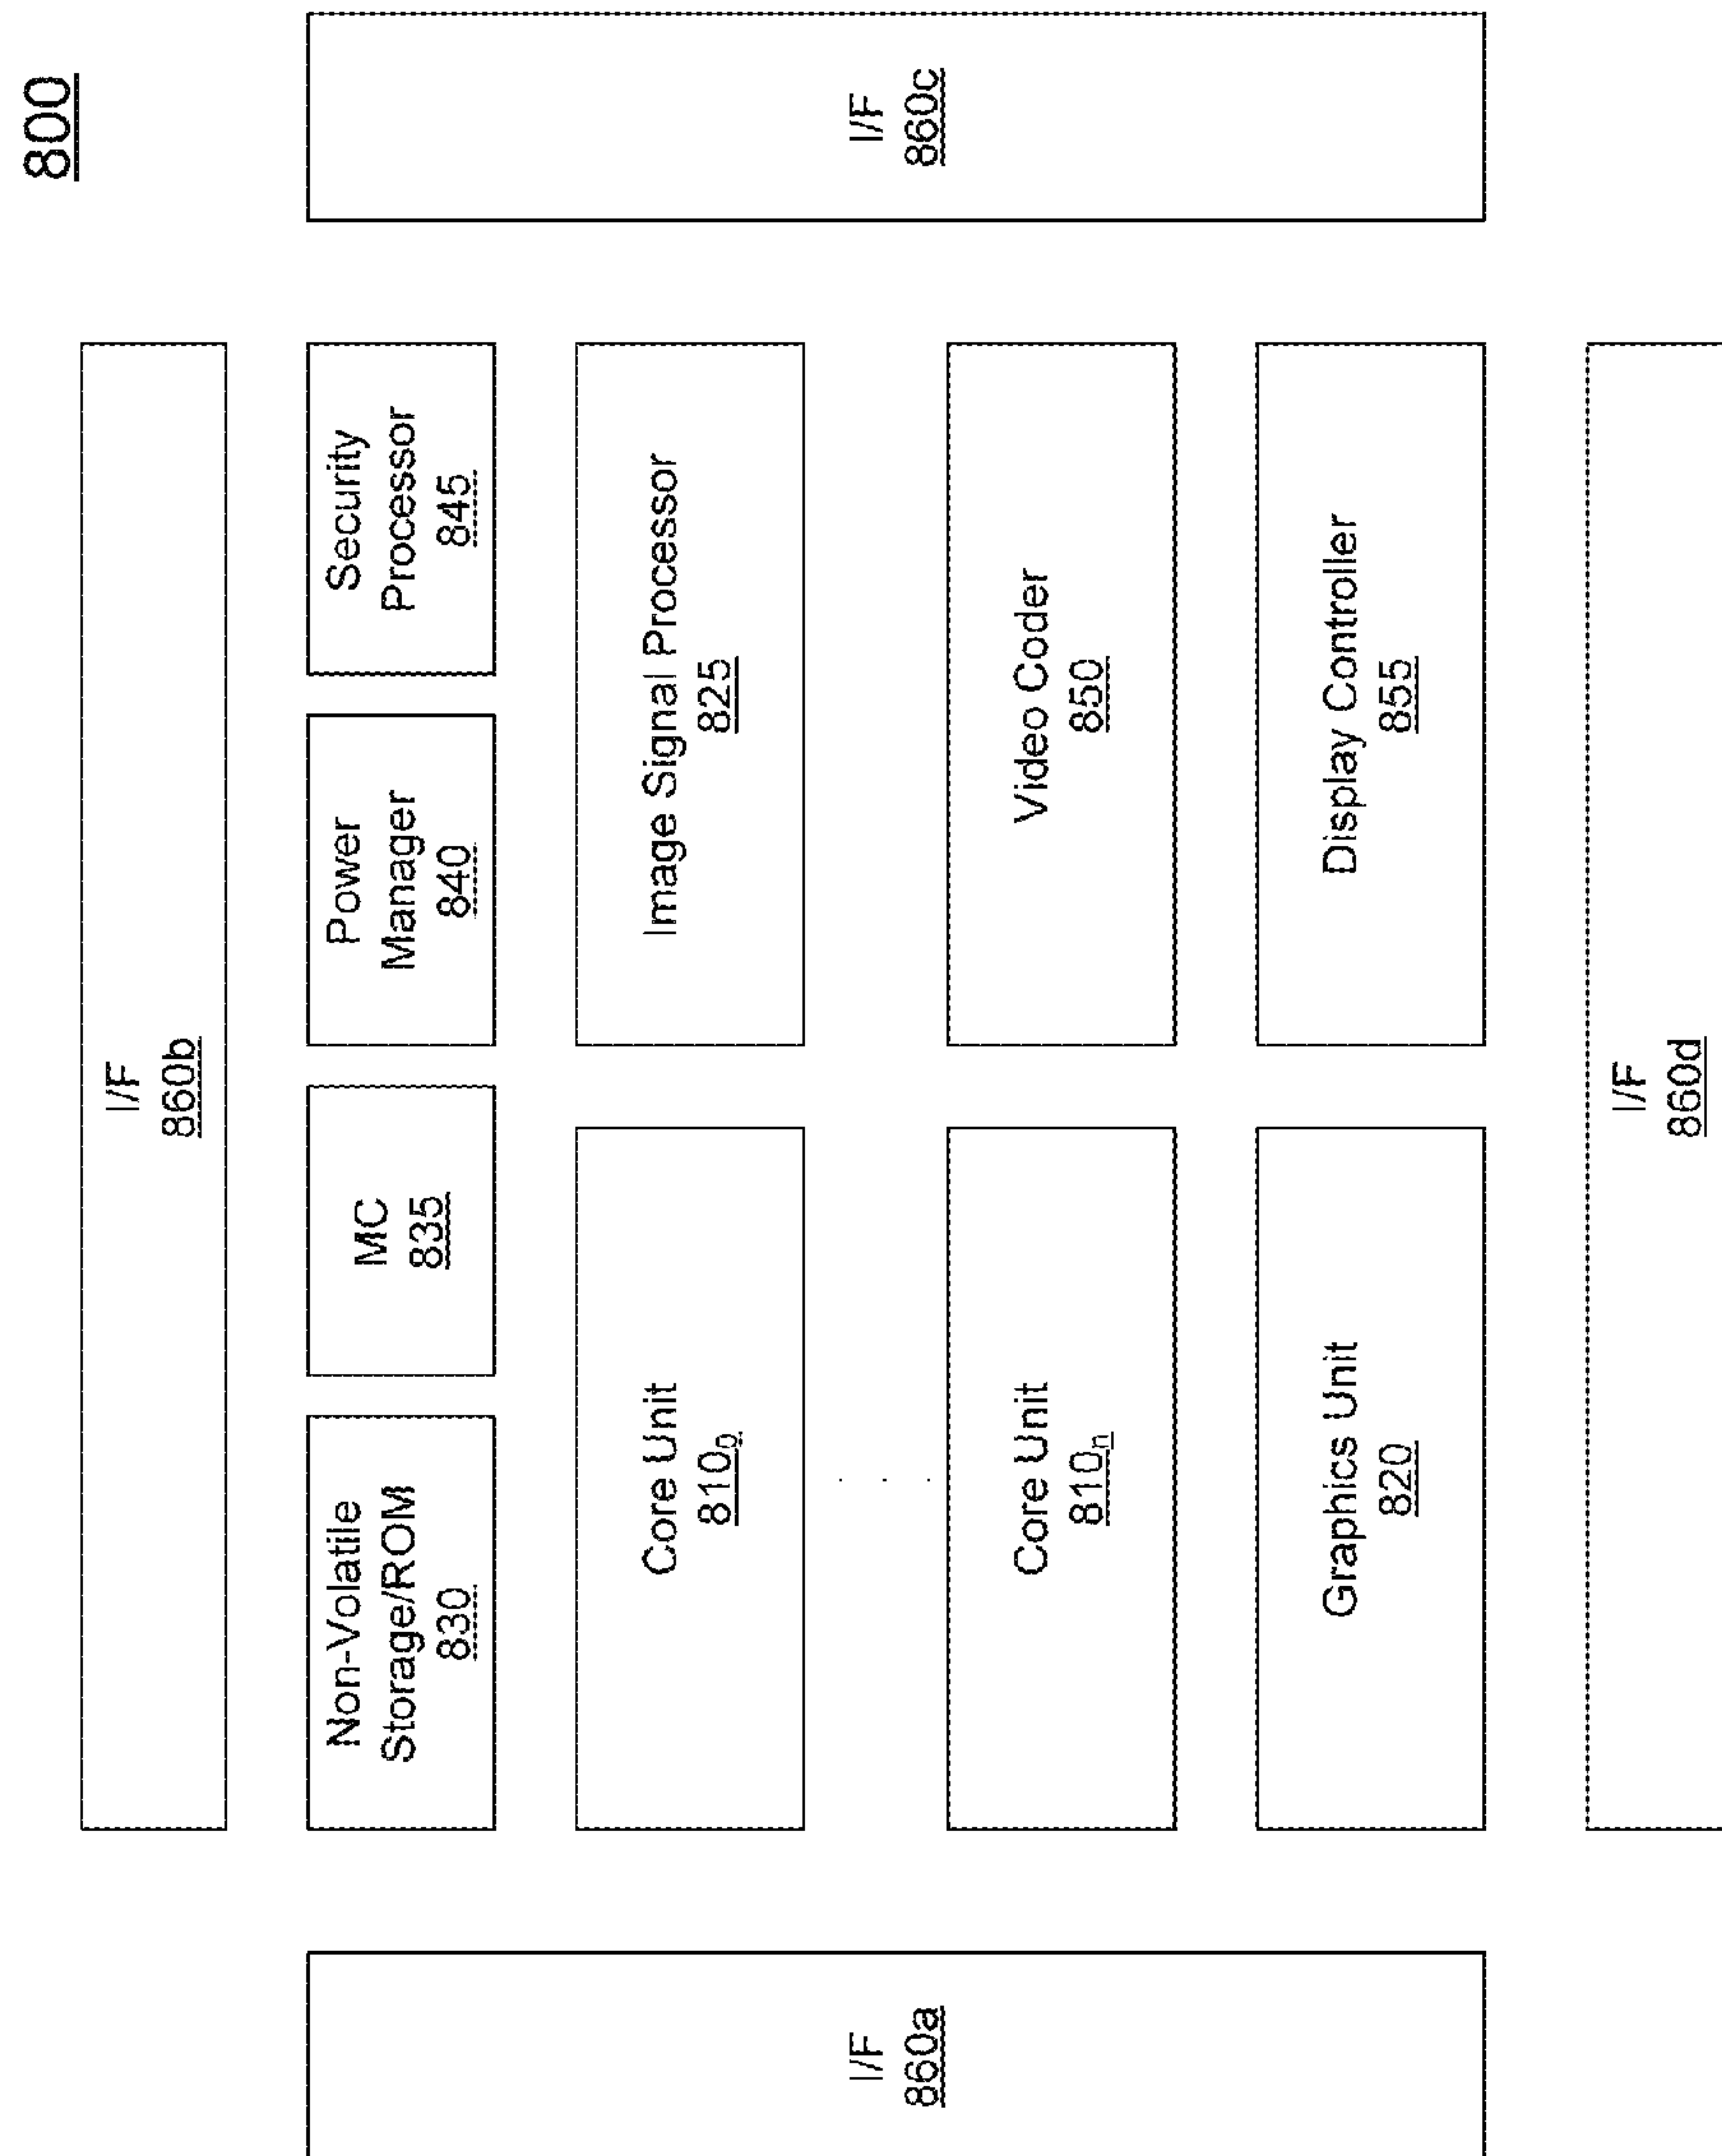 800
I/F
860b
Non-Volatile
Storage/ROM
830
MC
835
Power
Manager
840
Security
Processor
845
I/F
860a
Core Unit
810₀
Image Signal Processor
825
I/F
860c
. . .
Core Unit
810ₙ
Video Coder
850
Graphics Unit
820
Display Controller
855
I/F
860d